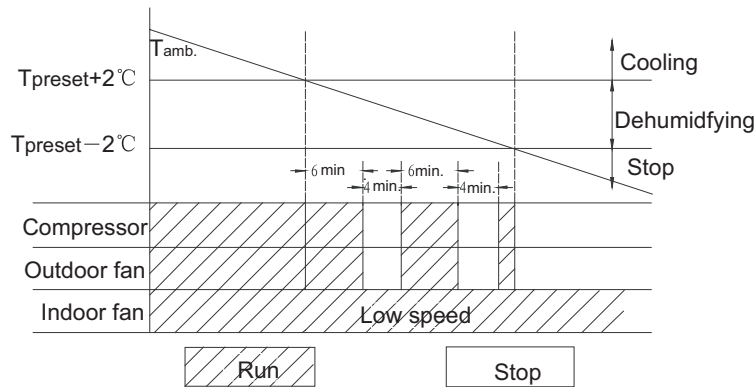 Tamb.
Cooling
Tpreset+2℃
Dehumidfying
Tpreset－2℃
Stop
6 min
6min.
4min.
4min.
Compressor
Outdoor fan
Indoor fan
Low speed
Run
Stop